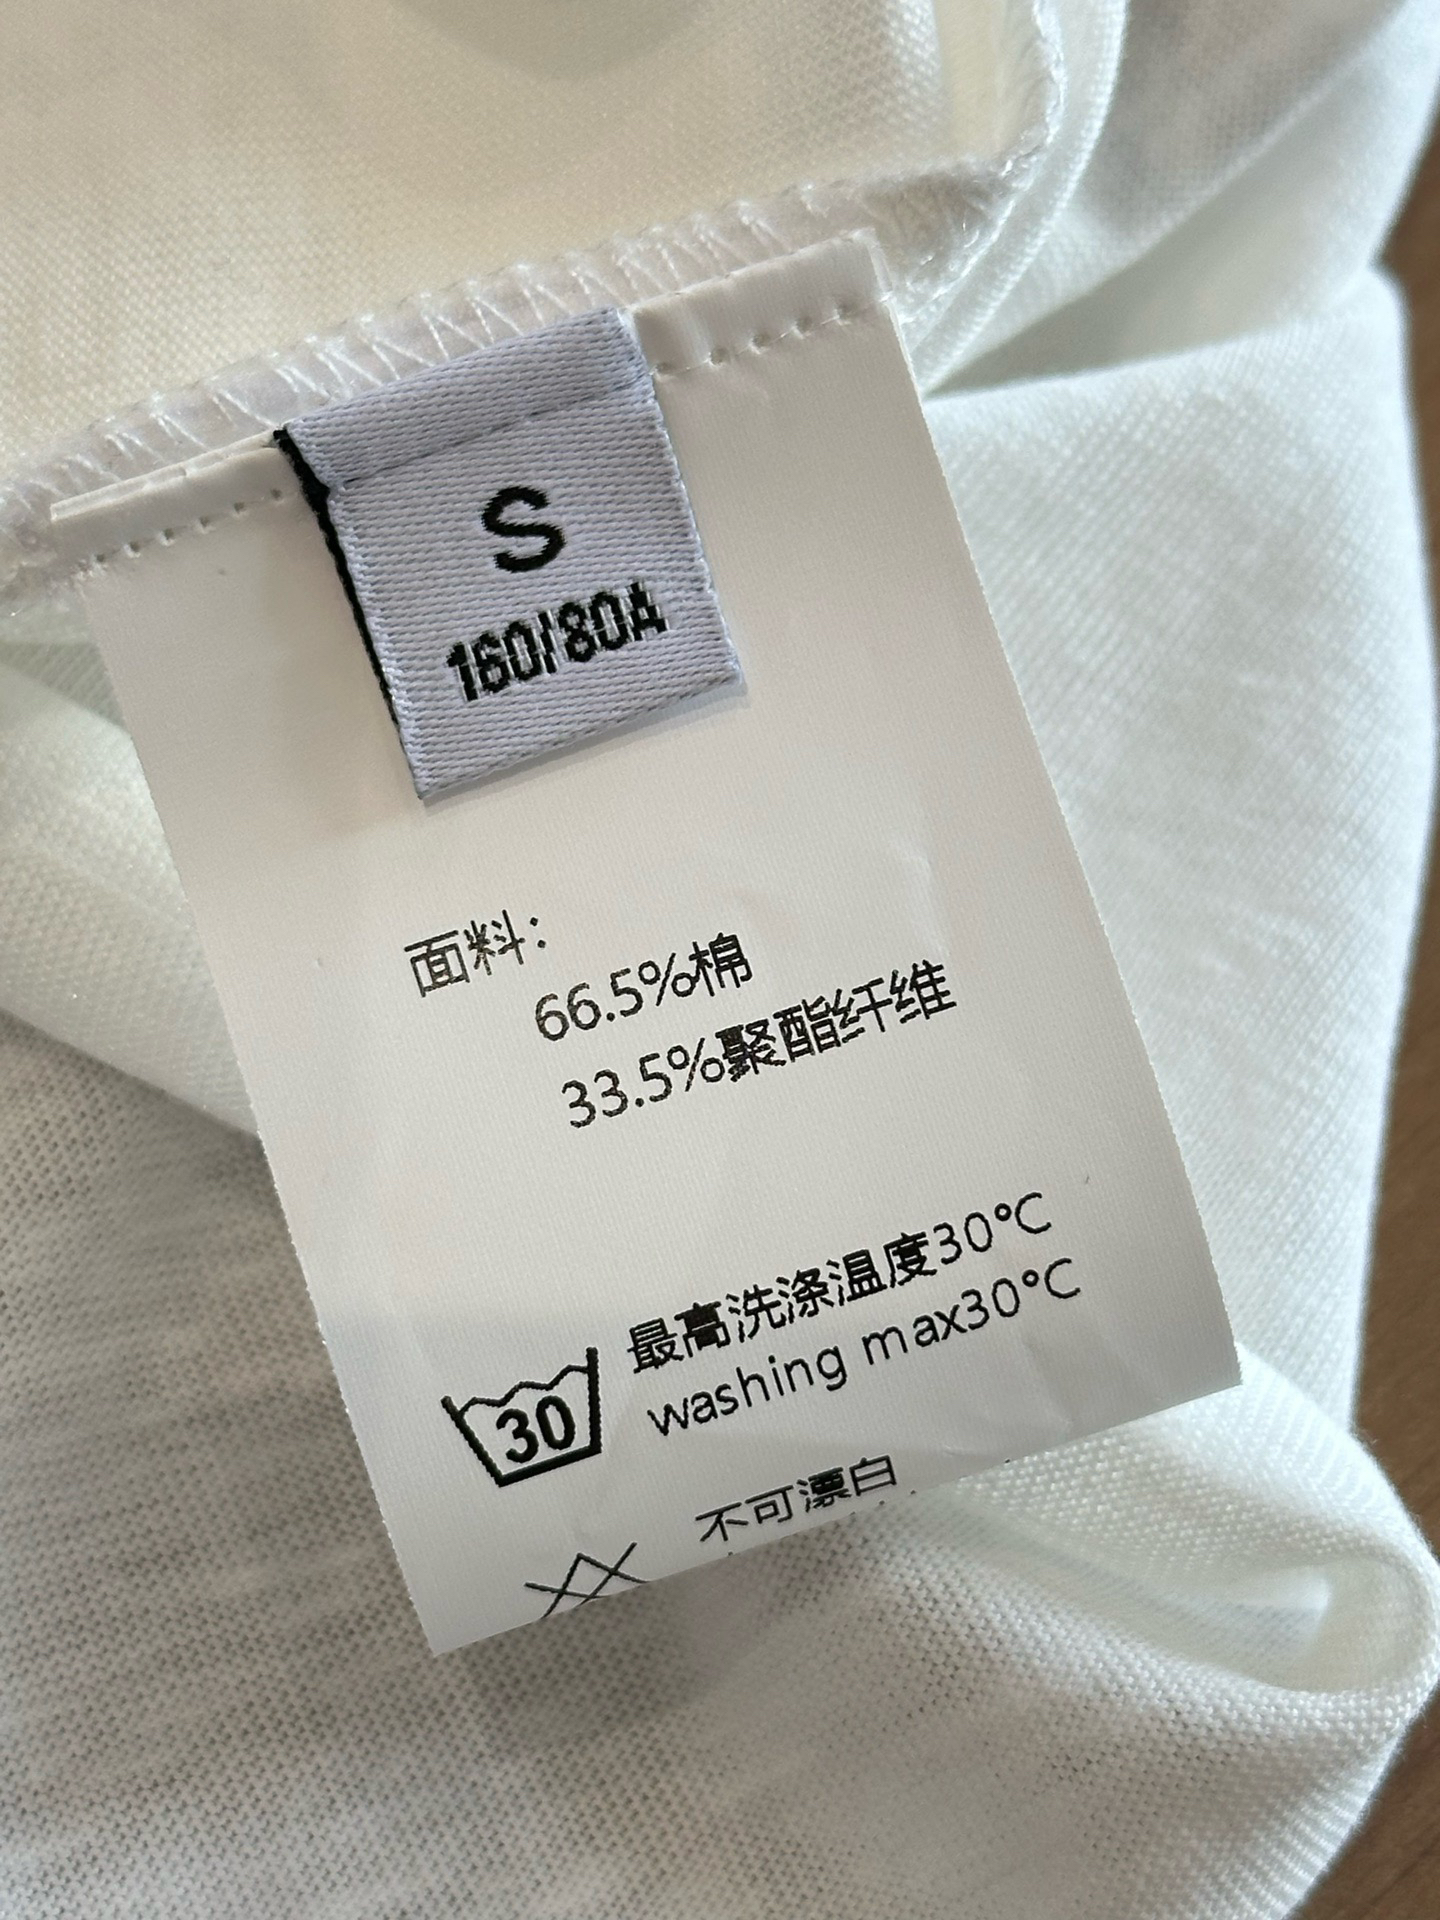 S
160/80A
面料:
66.5%棉
33.5%聚酯纤维
最高洗涤温度30°C
washing max30°C
30
不可漂白